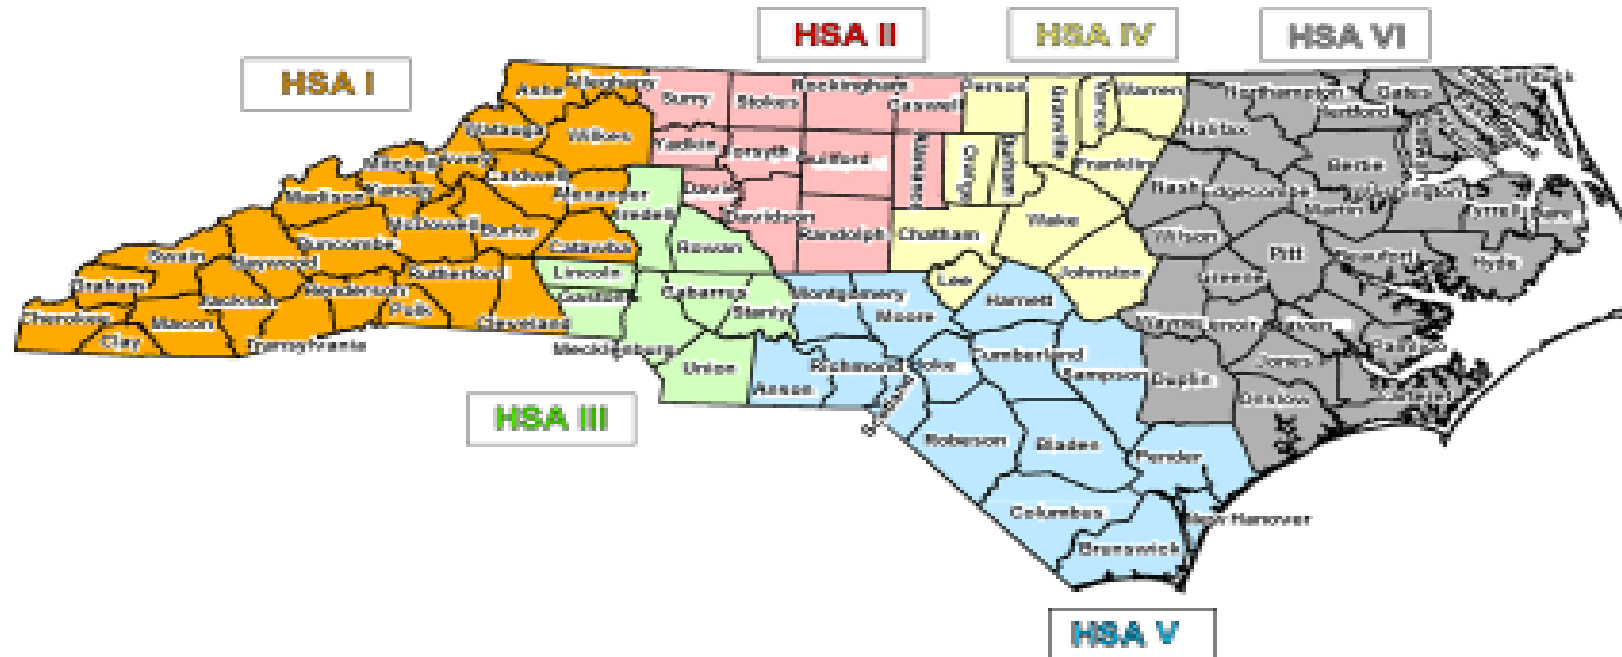 HSA II
HSA IV
HSA VI
HSA I
Ashe
Alleghany
Surry
Stokes
Rockingham
Caswell
Person
Granville
Vance
Warren
Northampton
Gates
Hertford
Halifax
Watauga
Wilkes
Yadkin
Forsyth
Guilford
Alamance
Orange
Durham
Franklin
Bertie
Mitchell
Avery
Caldwell
Alexander
Davie
Nash
Edgecombe
Martin
Washington
Tyrrell
Dare
Madison
Yancey
McDowell
Burke
Iredell
Davidson
Randolph
Chatham
Wake
Wilson
Pitt
Beaufort
Hyde
Swain
Haywood
Buncombe
Catawba
Rowan
Graham
Jackson
Henderson
Rutherford
Lincoln
Lee
Johnston
Greene
Cherokee
Macon
Clay
Transylvania
Polk
Cleveland
Gaston
Cabarrus
Stanly
Montgomery
Moore
Harnett
Wayne
Lenoir
Craven
Pamlico
Mecklenburg
Union
Anson
Richmond
Hoke
Cumberland
Sampson
Duplin
Jones
Onslow
Carteret
HSA III
Robeson
Bladen
Pender
Columbus
New Hanover
Brunswick
HSA V